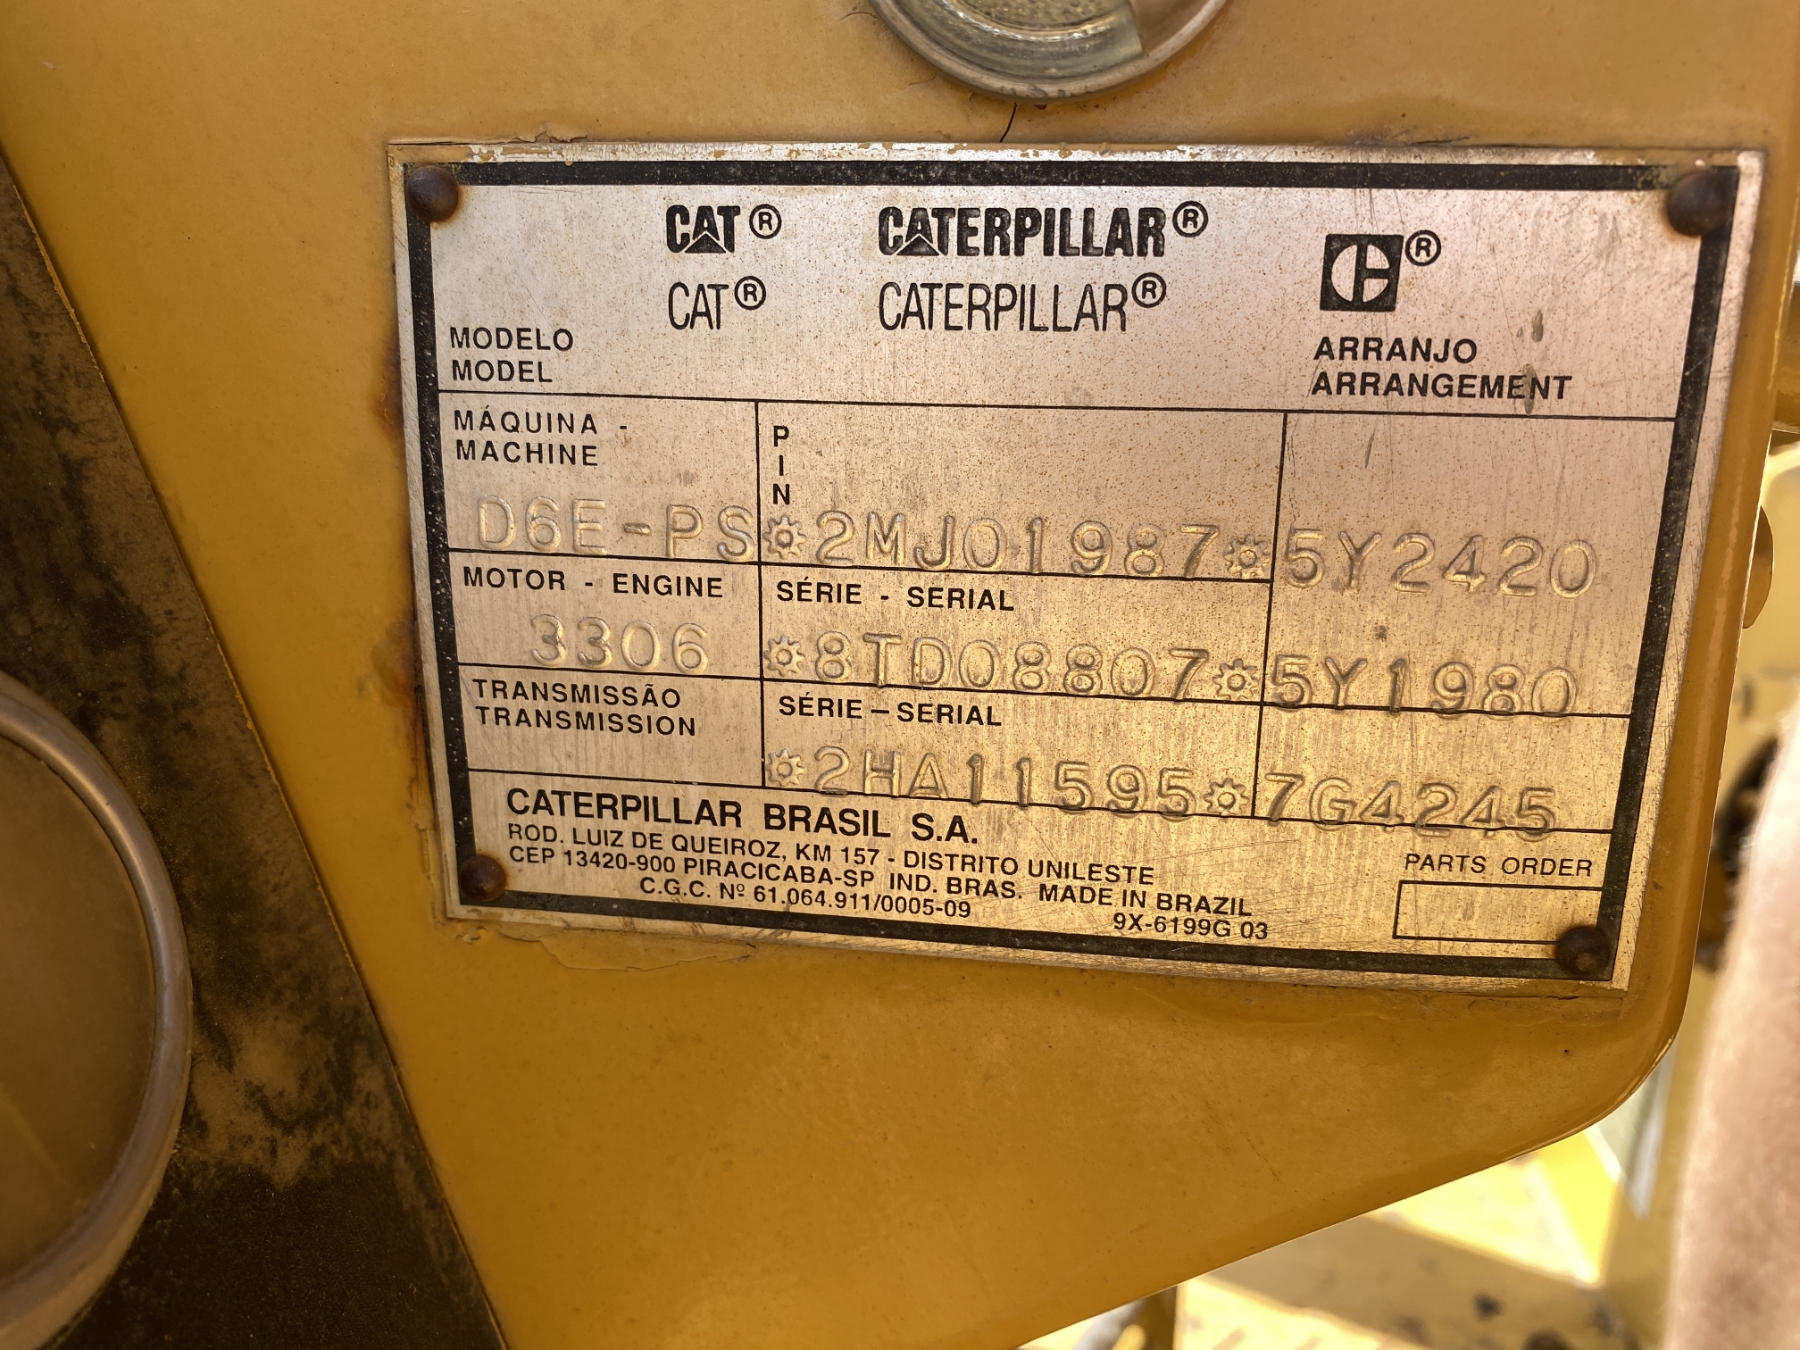 CAT® CATERPILLAR®
CAT® CATERPILLAR®
MODELO
MODEL
ARRANJO
ARRANGEMENT
MÁQUINA -
MACHINE
D6E-PS
PIN
*2MJ01987*
5Y2420
MOTOR - ENGINE
3306
SÉRIE - SERIAL
*8TD08807*
5Y1980
TRANSMISSÃO
TRANSMISSION
SÉRIE – SERIAL
*2HA11595*
7G4245
CATERPILLAR BRASIL S.A.
ROD. LUIZ DE QUEIROZ, KM 157 - DISTRITO UNILESTE
CEP 13420-900 PIRACICABA-SP IND. BRAS. MADE IN BRAZIL
C.G.C. Nº 61.064.911/0005-09 9X-6199G 03
PARTS ORDER